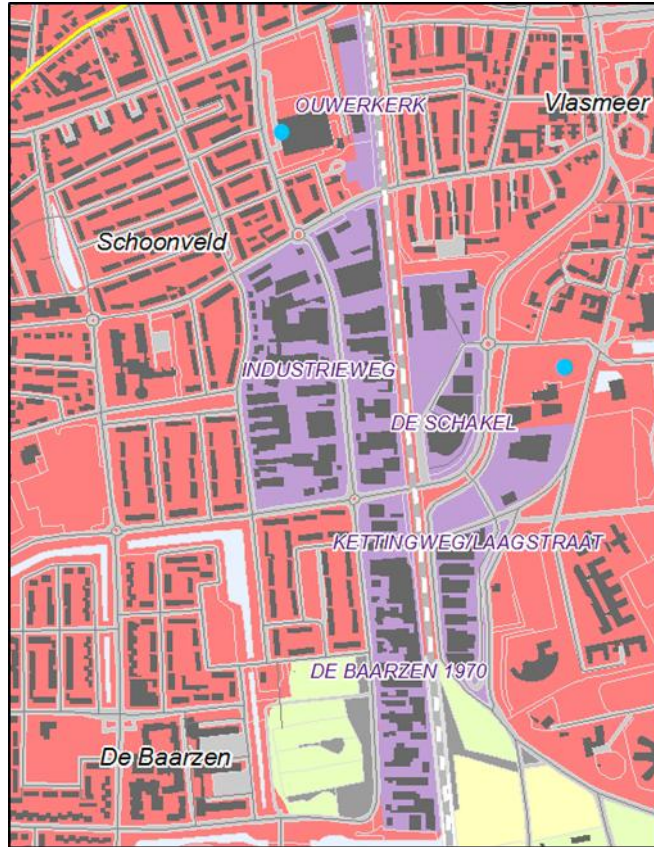 OUWERKERK
Vlasmeer
Schoonveld
INDUSTRIEWEG
DE SCHAKEL
KETTINGWEG/LAAGSTRAAT
DE BAARZEN 1970
De Baarzen